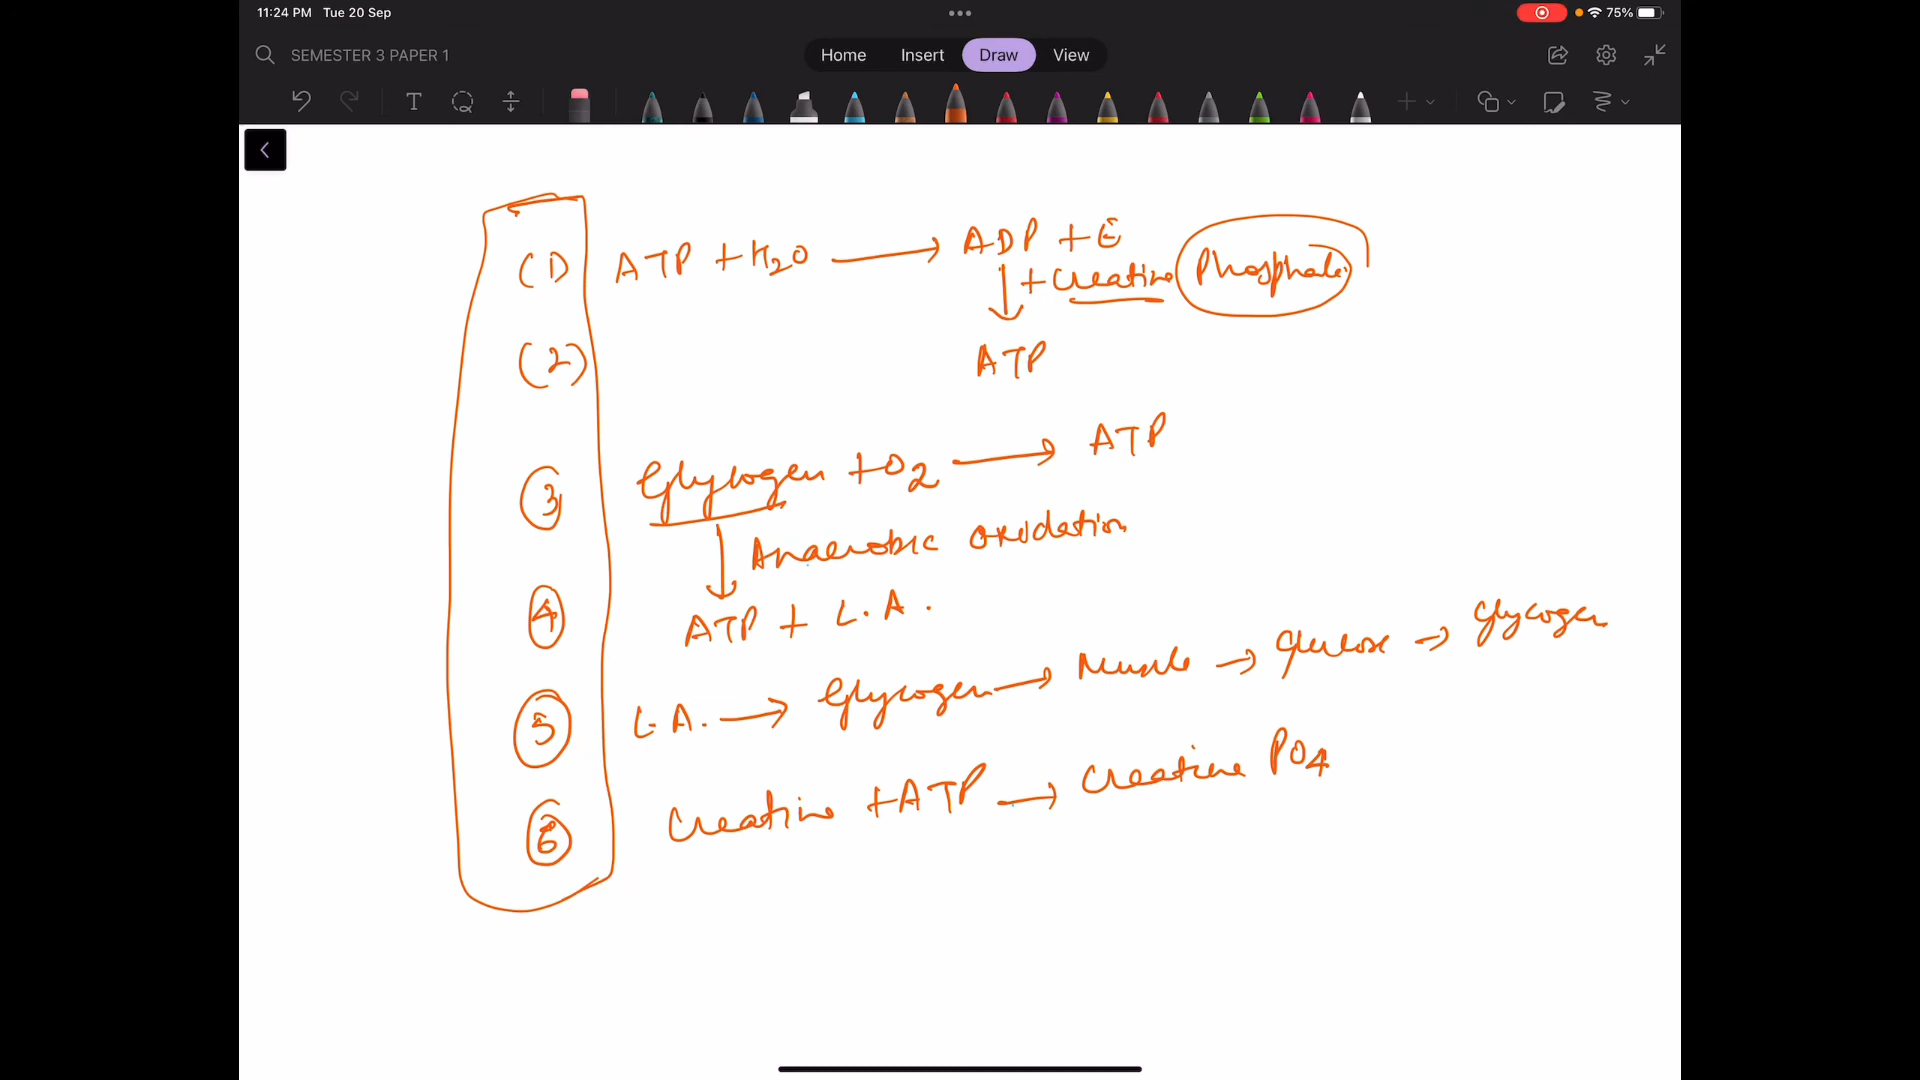 11:24 PM Tue 20 Sep
75%
SEMESTER 3 PAPER 1
Home Insert Draw View
(1) ATP + H2O → ADP + E
+ Creatine Phosphate
(2) ATP
3 Glycogen + O2 → ATP
Anaerobic oxidation
4 ATP + L.A.
5 L.A. → Glycogen → Muscle → Glucose → Glycogen
6 Creatine + ATP → Creatine PO4